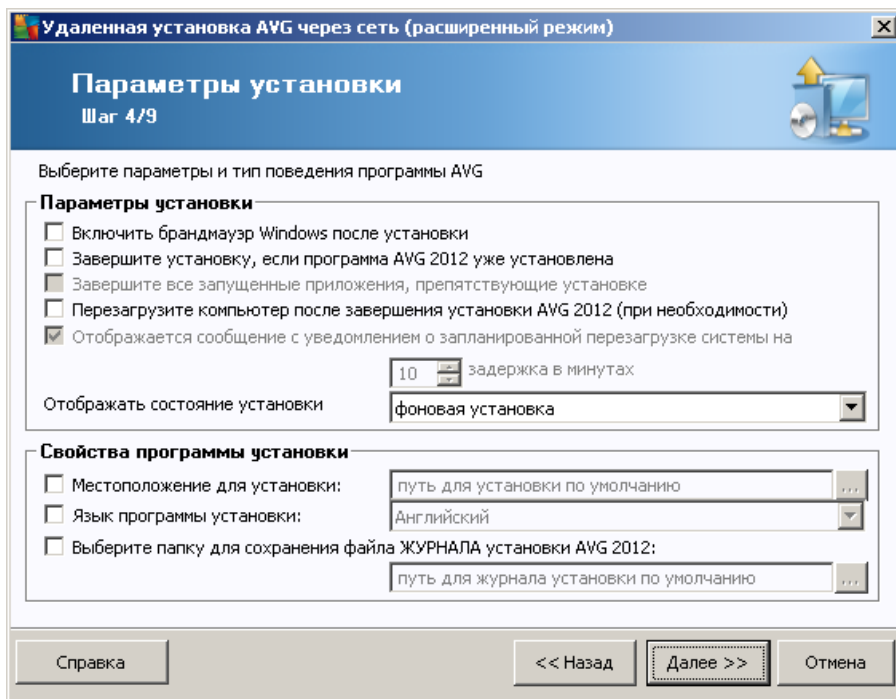 Удаленная установка AVG через сеть (расширенный режим)
Параметры установки
Шаг 4/9
Выберите параметры и тип поведения программы AVG
Параметры установки
Включить брандмауэр Windows после установки
Завершите установку, если программа AVG 2012 уже установлена
Завершите все запущенные приложения, препятствующие установке
Перезагрузите компьютер после завершения установки AVG 2012 (при необходимости)
Отображается сообщение с уведомлением о запланированной перезагрузке системы на
10 задержка в минутах
Отображать состояние установки фоновая установка
Свойства программы установки
Местоположение для установки: путь для установки по умолчанию ...
Язык программы установки: Английский
Выберите папку для сохранения файла ЖУРНАЛА установки AVG 2012:
путь для журнала установки по умолчанию ...
Справка << Назад Далее >> Отмена